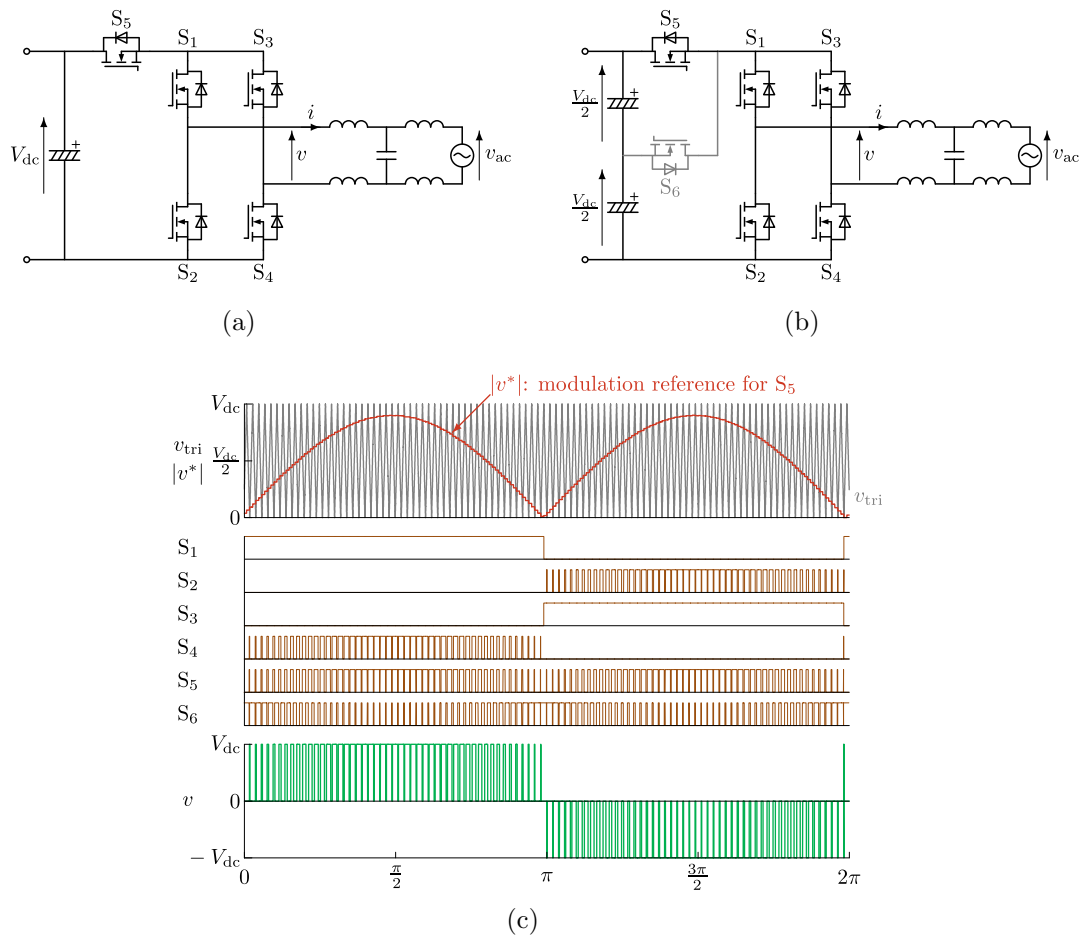 S5
S1
S3
Vdc
+
i
v
vac
S2
S4
(a)
S5
S1
S3
Vdc/2
+
S6
Vdc/2
+
i
v
vac
S2
S4
(b)
|v*|: modulation reference for S5
Vdc
vtri
|v*|
Vdc/2
0
vtri
S1
S2
S3
S4
S5
S6
Vdc
v
0
− Vdc
0
π/2
π
3π/2
2π
(c)